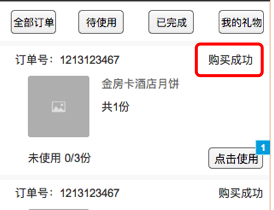 全部订单 待使用 已完成 我的礼物
订单号：1213123467 购买成功
金房卡酒店月饼
共1份
1
未使用 0/3份 点击使用
订单号：1213123467 购买成功